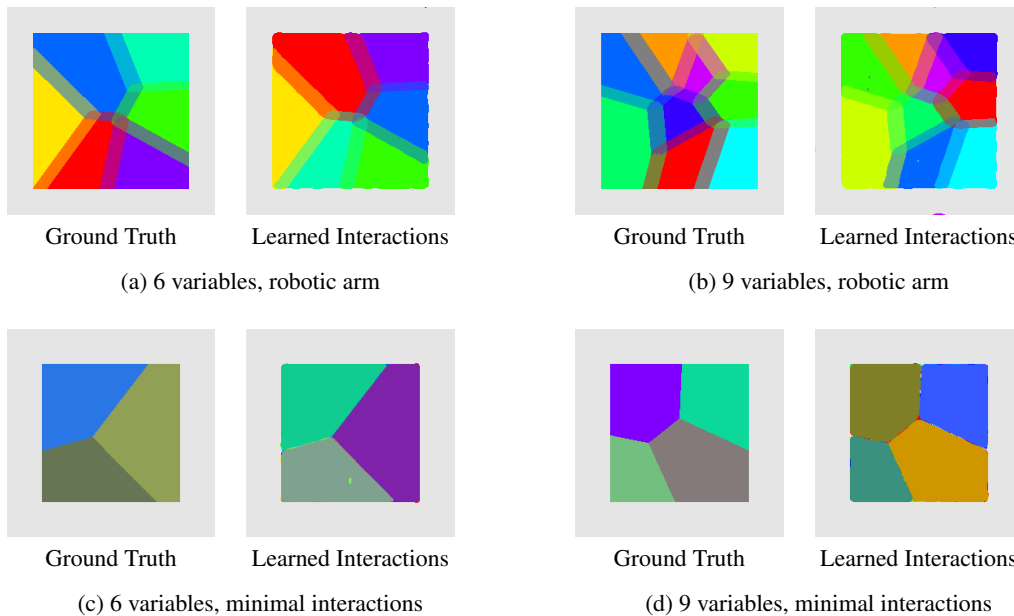 Ground Truth
Learned Interactions
Ground Truth
Learned Interactions
(a) 6 variables, robotic arm
(b) 9 variables, robotic arm
Ground Truth
Learned Interactions
Ground Truth
Learned Interactions
(c) 6 variables, minimal interactions
(d) 9 variables, minimal interactions